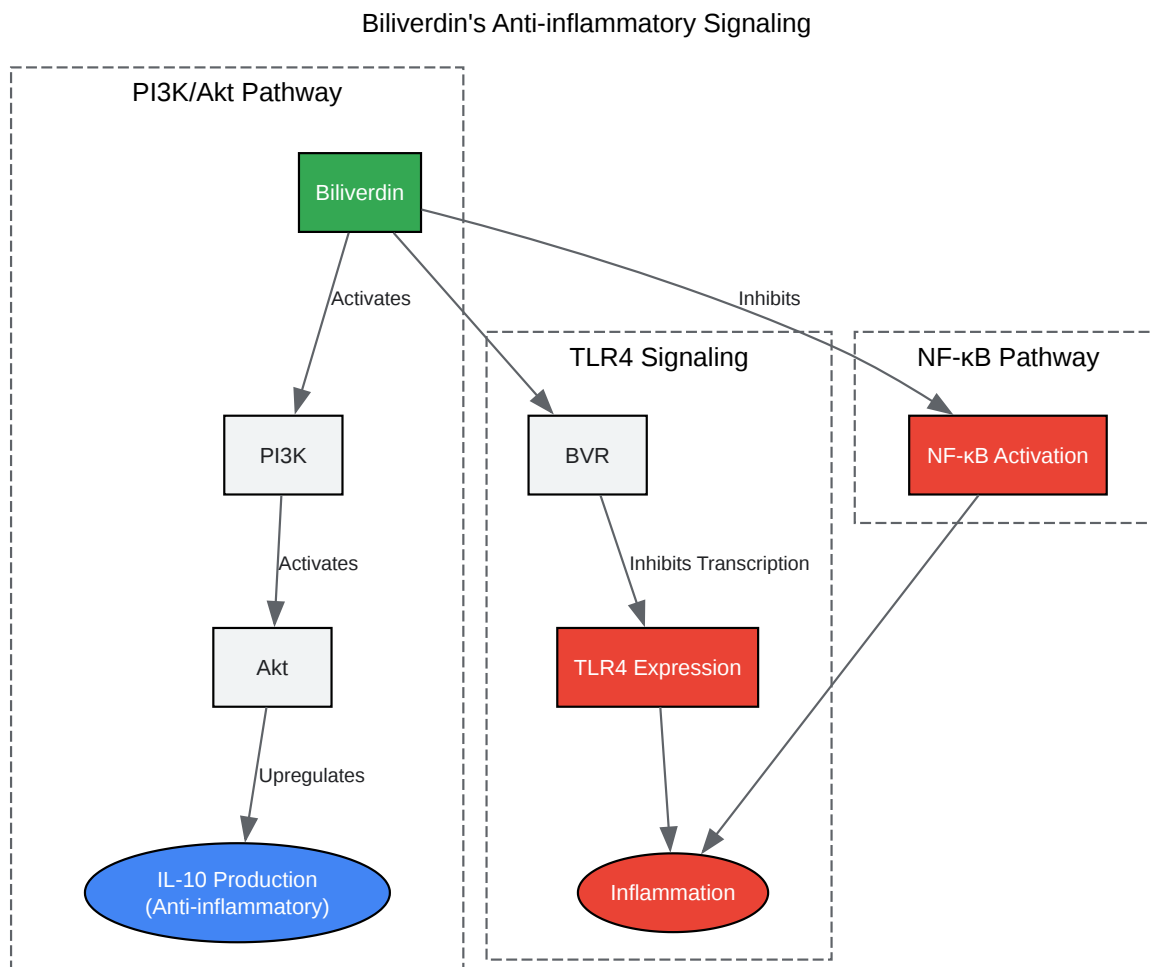 Biliverdin's Anti-inflammatory Signaling
PI3K/Akt Pathway
Biliverdin
Activates
Inhibits
TLR4 Signaling
NF-κB Pathway
PI3K
BVR
NF-κB Activation
Activates
Inhibits Transcription
Akt
TLR4 Expression
Upregulates
IL-10 Production
(Anti-inflammatory)
Inflammation